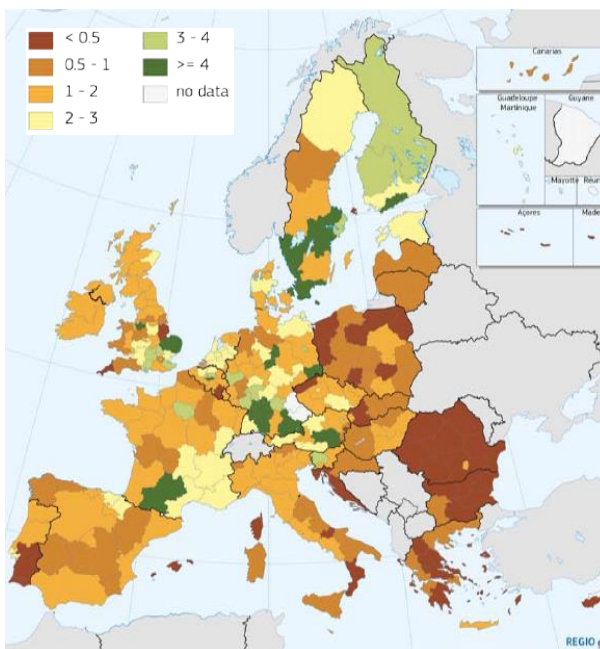 < 0.5
0.5 - 1
1 - 2
2 - 3
3 - 4
>= 4
no data
Canarias
Guadeloupe
Martinique
Guyane
Mayotte
Açores
REGIO